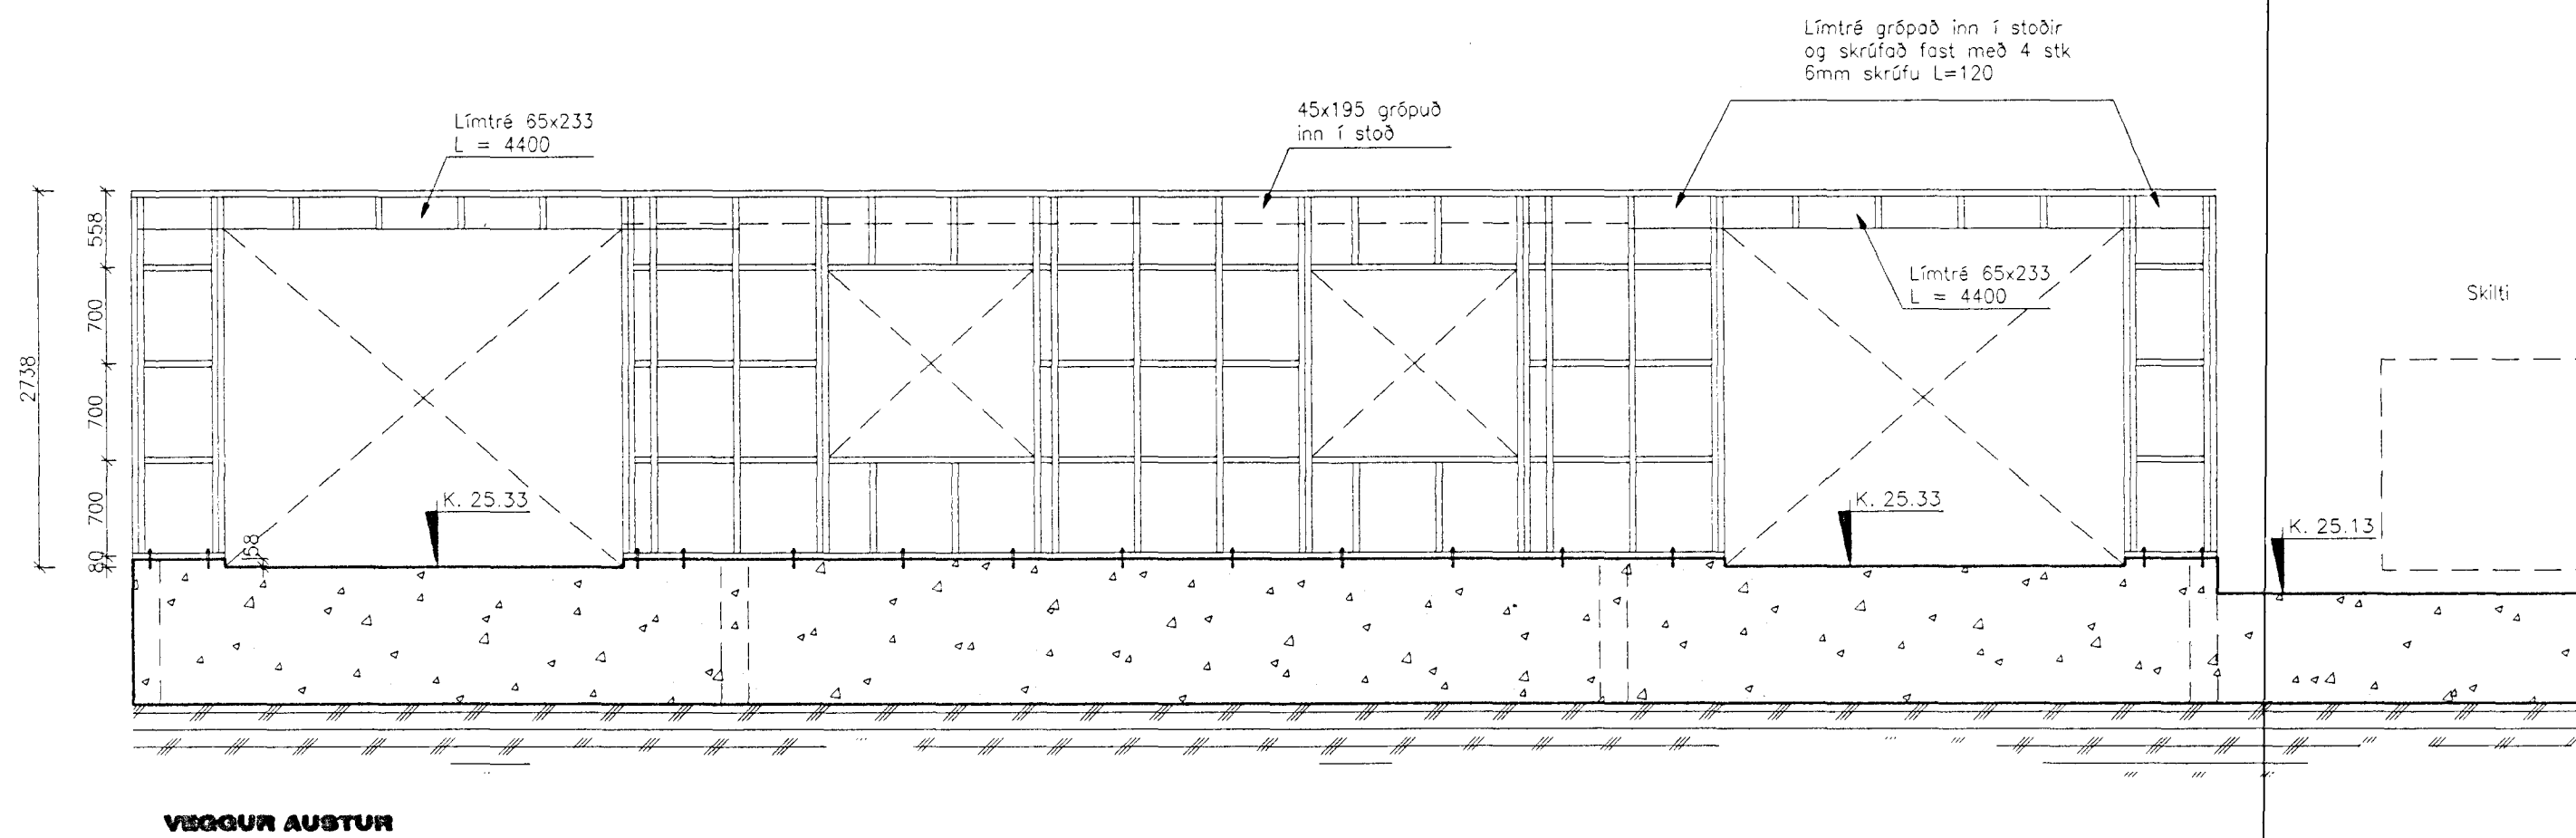 Límtré grópað inn í stoðir
og skrúfað fast með 4 stk
6mm skrúfu L=120
Límtré 65x233
L = 4400
45x195 grópuð
inn í stoð
Límtré 65x233
L = 4400
Skilti
2738
558
700
700
700
80
58
K. 25.33
K. 25.33
K. 25.13
VEGGUR AUSTUR